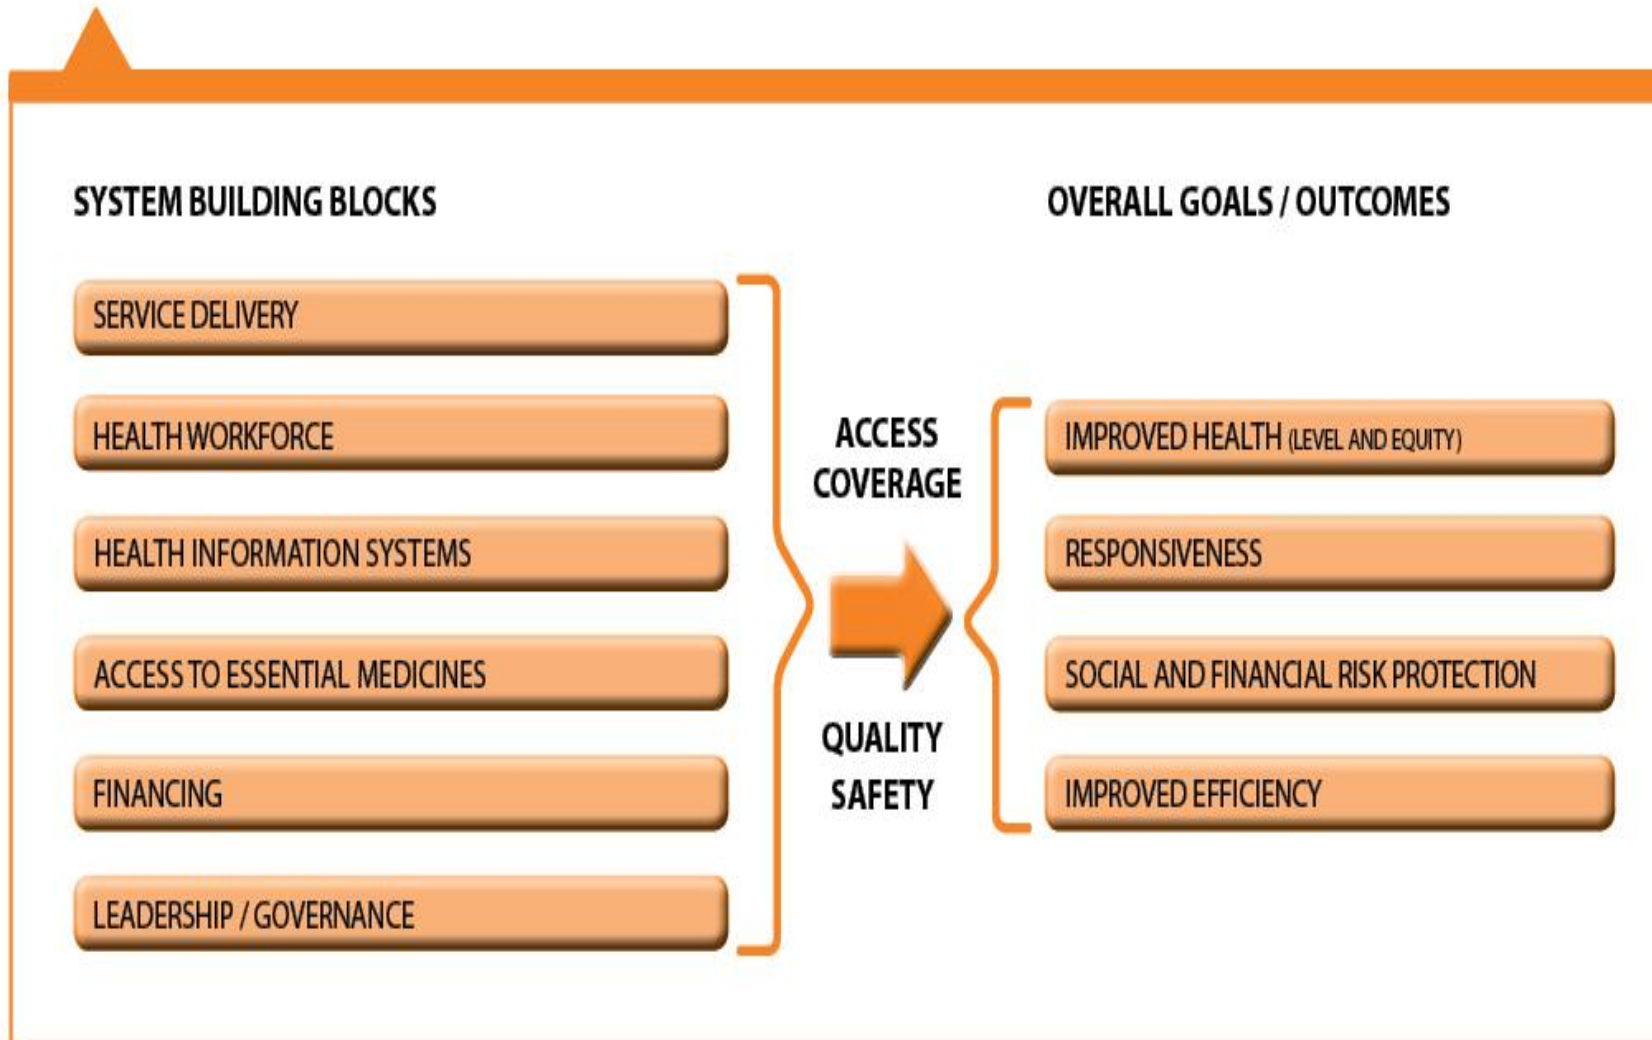 SYSTEM BUILDING BLOCKS
SERVICE DELIVERY
HEALTH WORKFORCE
HEALTH INFORMATION SYSTEMS
ACCESS TO ESSENTIAL MEDICINES
FINANCING
LEADERSHIP / GOVERNANCE
ACCESS
COVERAGE
QUALITY
SAFETY
OVERALL GOALS / OUTCOMES
IMPROVED HEALTH (LEVEL AND EQUITY)
RESPONSIVENESS
SOCIAL AND FINANCIAL RISK PROTECTION
IMPROVED EFFICIENCY